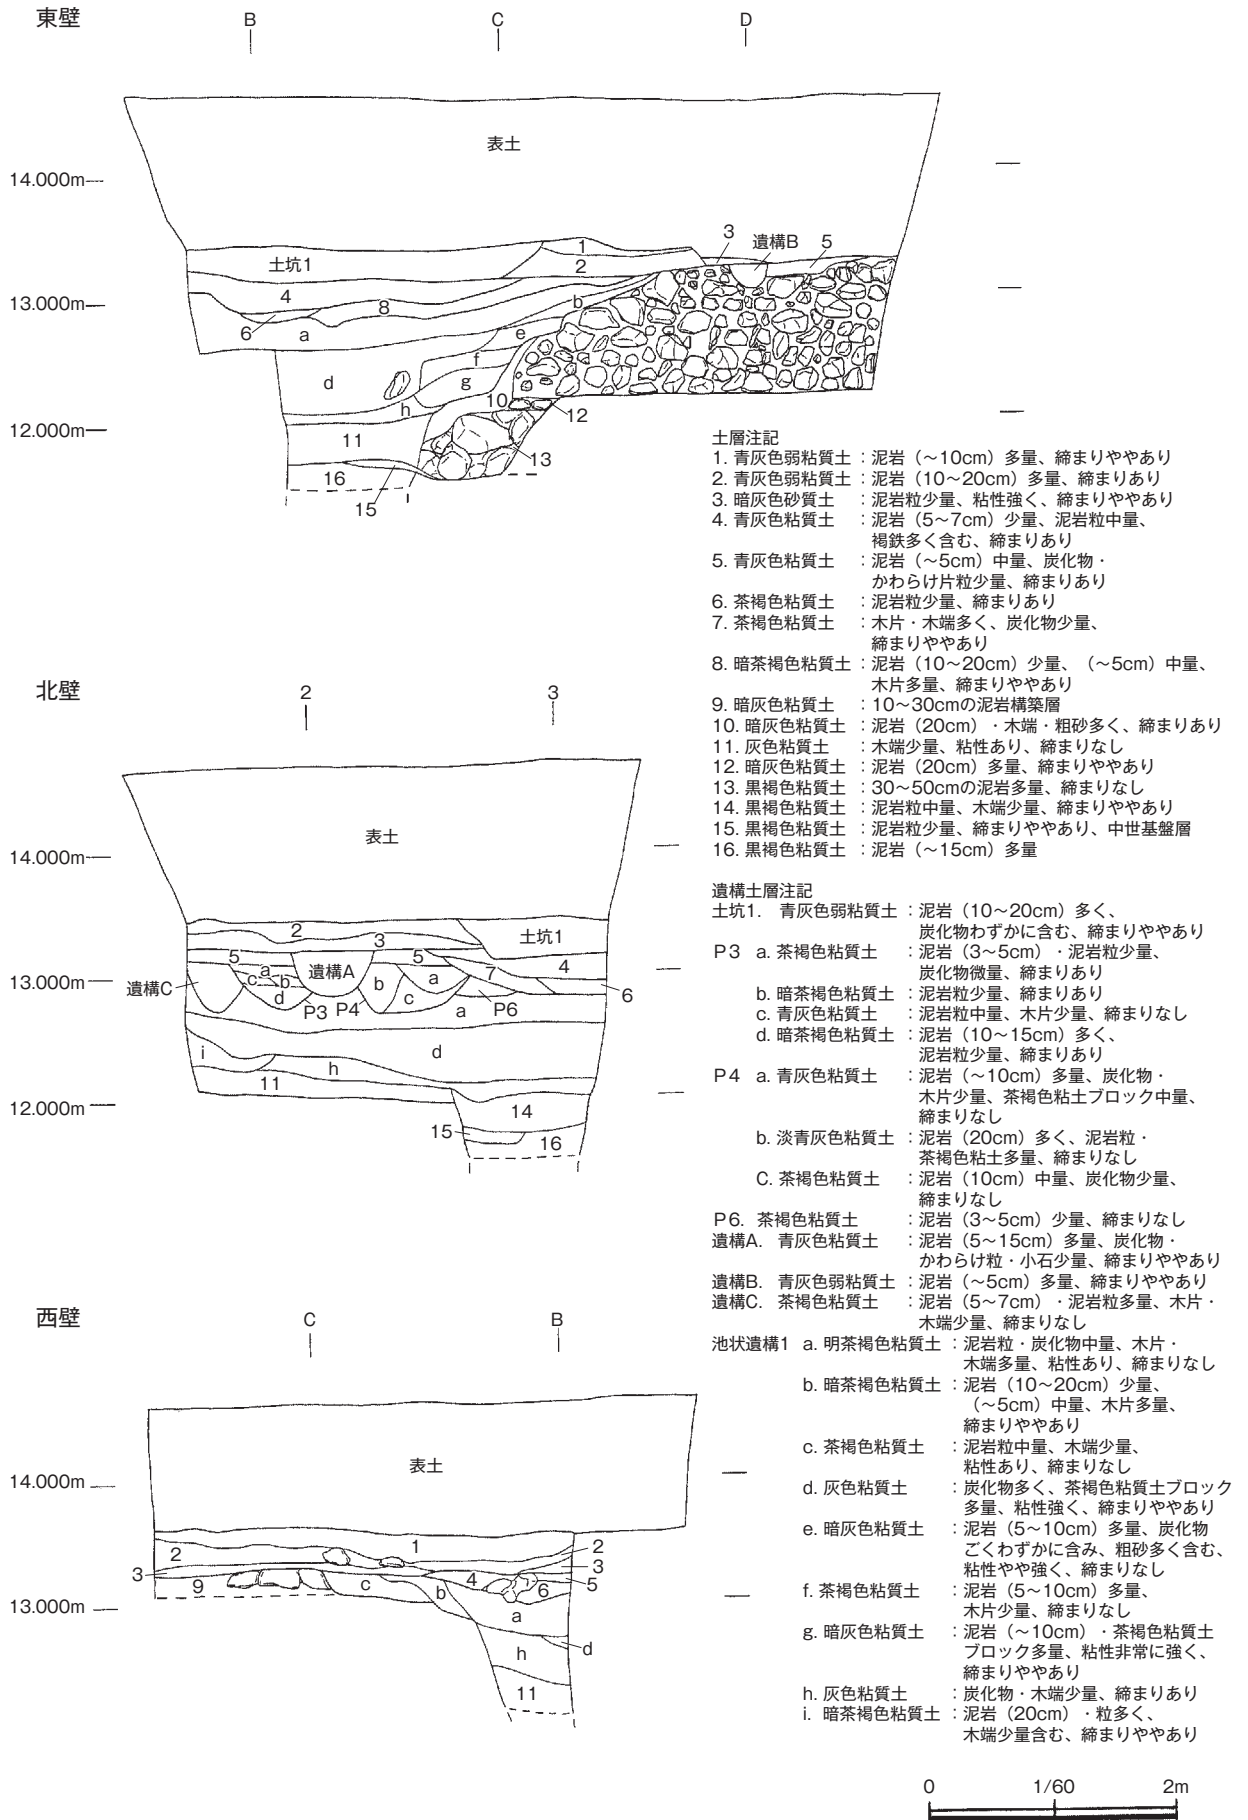 東壁
B
C
D
表土
14.000m
3
遺構B
5
1
土坑1
2
4
13.000m
8
b
6
a
e
f
d
g
h
10
12
12.000m
11
13
16
15
土層注記
1. 青灰色弱粘質土：泥岩（～10cm）多量、締まりややあり
2. 青灰色弱粘質土：泥岩（10～20cm）多量、締まりあり
3. 暗灰色砂質土　：泥岩粒少量、粘性強く、締まりややあり
4. 青灰色粘質土　：泥岩（5～7cm）少量、泥岩粒中量、
褐鉄多く含む、締まりあり
5. 青灰色粘質土　：泥岩（～5cm）中量、炭化物・
かわらけ片粒少量、締まりあり
6. 茶褐色粘質土　：泥岩粒少量、締まりあり
7. 茶褐色粘質土　：木片・木端多く、炭化物少量、
締まりややあり
8. 暗茶褐色粘質土：泥岩（10～20cm）少量、（～5cm）中量、
木片多量、締まりややあり
9. 暗灰色粘質土　：10～30cmの泥岩構築層
10. 暗灰色粘質土　：泥岩（20cm）・木端・粗砂多く、締まりあり
11. 灰色粘質土　：木端少量、粘性あり、締まりなし
12. 暗灰色粘質土　：泥岩（20cm）多量、締まりややあり
13. 黒褐色粘質土　：30～50cmの泥岩多量、締まりなし
14. 黒褐色粘質土　：泥岩粒中量、木端少量、締まりややあり
15. 黒褐色粘質土　：泥岩粒少量、締まりややあり、中世基盤層
16. 黒褐色粘質土　：泥岩（～15cm）多量
北壁
2
3
表土
14.000m
2
3
土坑1
5
5
a
遺構A
7
4
遺構C
13.000m
c
b
b
a
6
d
P3
P4
c
a
P6
i
h
d
11
12.000m
14
15
16
遺構土層注記
土坑1.　青灰色弱粘質土：泥岩（10～20cm）多く、
炭化物わずかに含む、締まりややあり
P3　a. 茶褐色粘質土　：泥岩（3～5cm）・泥岩粒少量、
炭化物微量、締まりあり
b. 暗茶褐色粘質土：泥岩粒少量、締まりあり
c. 青灰色粘質土　：泥岩粒中量、木片少量、締まりなし
d. 暗茶褐色粘質土：泥岩（10～15cm）多く、
泥岩粒少量、締まりあり
P4　a. 青灰色粘質土　：泥岩（～10cm）多量、炭化物・
木片少量、茶褐色粘土ブロック中量、
締まりなし
b. 淡青灰色粘質土：泥岩（20cm）多く、泥岩粒・
茶褐色粘土多量、締まりなし
C. 茶褐色粘質土　：泥岩（10cm）中量、炭化物少量、
締まりなし
P6.　茶褐色粘質土　：泥岩（3～5cm）少量、締まりなし
遺構A.　青灰色粘質土　：泥岩（5～15cm）多量、炭化物・
かわらけ粒・小石少量、締まりややあり
遺構B.　青灰色弱粘質土：泥岩（～5cm）多量、締まりややあり
遺構C.　茶褐色粘質土　：泥岩（5～7cm）・泥岩粒多量、木片・
木端少量、締まりなし
池状遺構1　a. 明茶褐色粘質土：泥岩粒・炭化物中量、木片・
木端多量、粘性あり、締まりなし
b. 暗茶褐色粘質土：泥岩（10～20cm）少量、
（～5cm）中量、木片多量、
締まりややあり
c. 茶褐色粘質土　：泥岩粒中量、木端少量、
粘性あり、締まりなし
d. 灰色粘質土　：炭化物多く、茶褐色粘質土ブロック
多量、粘性強く、締まりややあり
e. 暗灰色粘質土　：泥岩（5～10cm）多量、炭化物
ごくわずかに含み、粗砂多く含む、
粘性やや強く、締まりなし
f. 茶褐色粘質土　：泥岩（5～10cm）多量、
木片少量、締まりなし
g. 暗灰色粘質土　：泥岩（～10cm）・茶褐色粘質土
ブロック多量、粘性非常に強く、
締まりややあり
h. 灰色粘質土　：炭化物・木端少量、締まりあり
i. 暗茶褐色粘質土：泥岩（20cm）・粒多く、
木端少量含む、締まりややあり
西壁
C
B
表土
14.000m
2
1
2
3
3
9
c
4
6
5
b
13.000m
a
d
h
11
0
1/60
2m